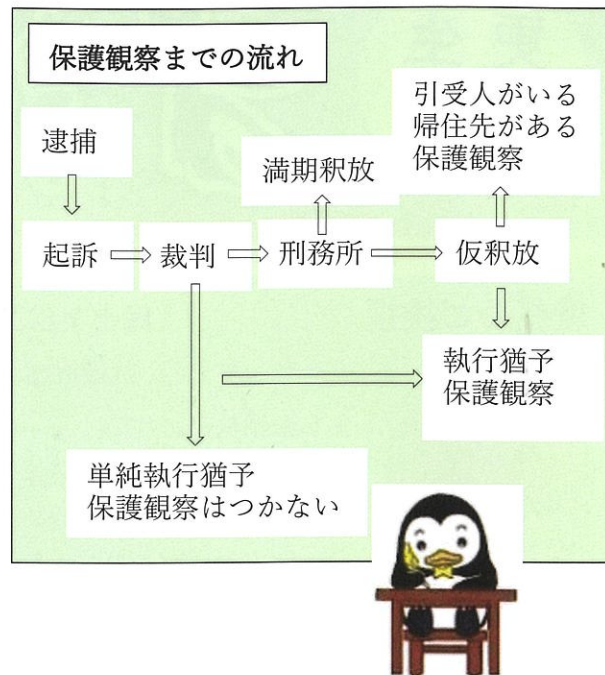 保護観察までの流れ
逮捕
起訴
裁判
刑務所
満期釈放
仮釈放
引受人がいる
帰住先がある
保護観察
執行猶予
保護観察
単純執行猶予
保護観察はつかない